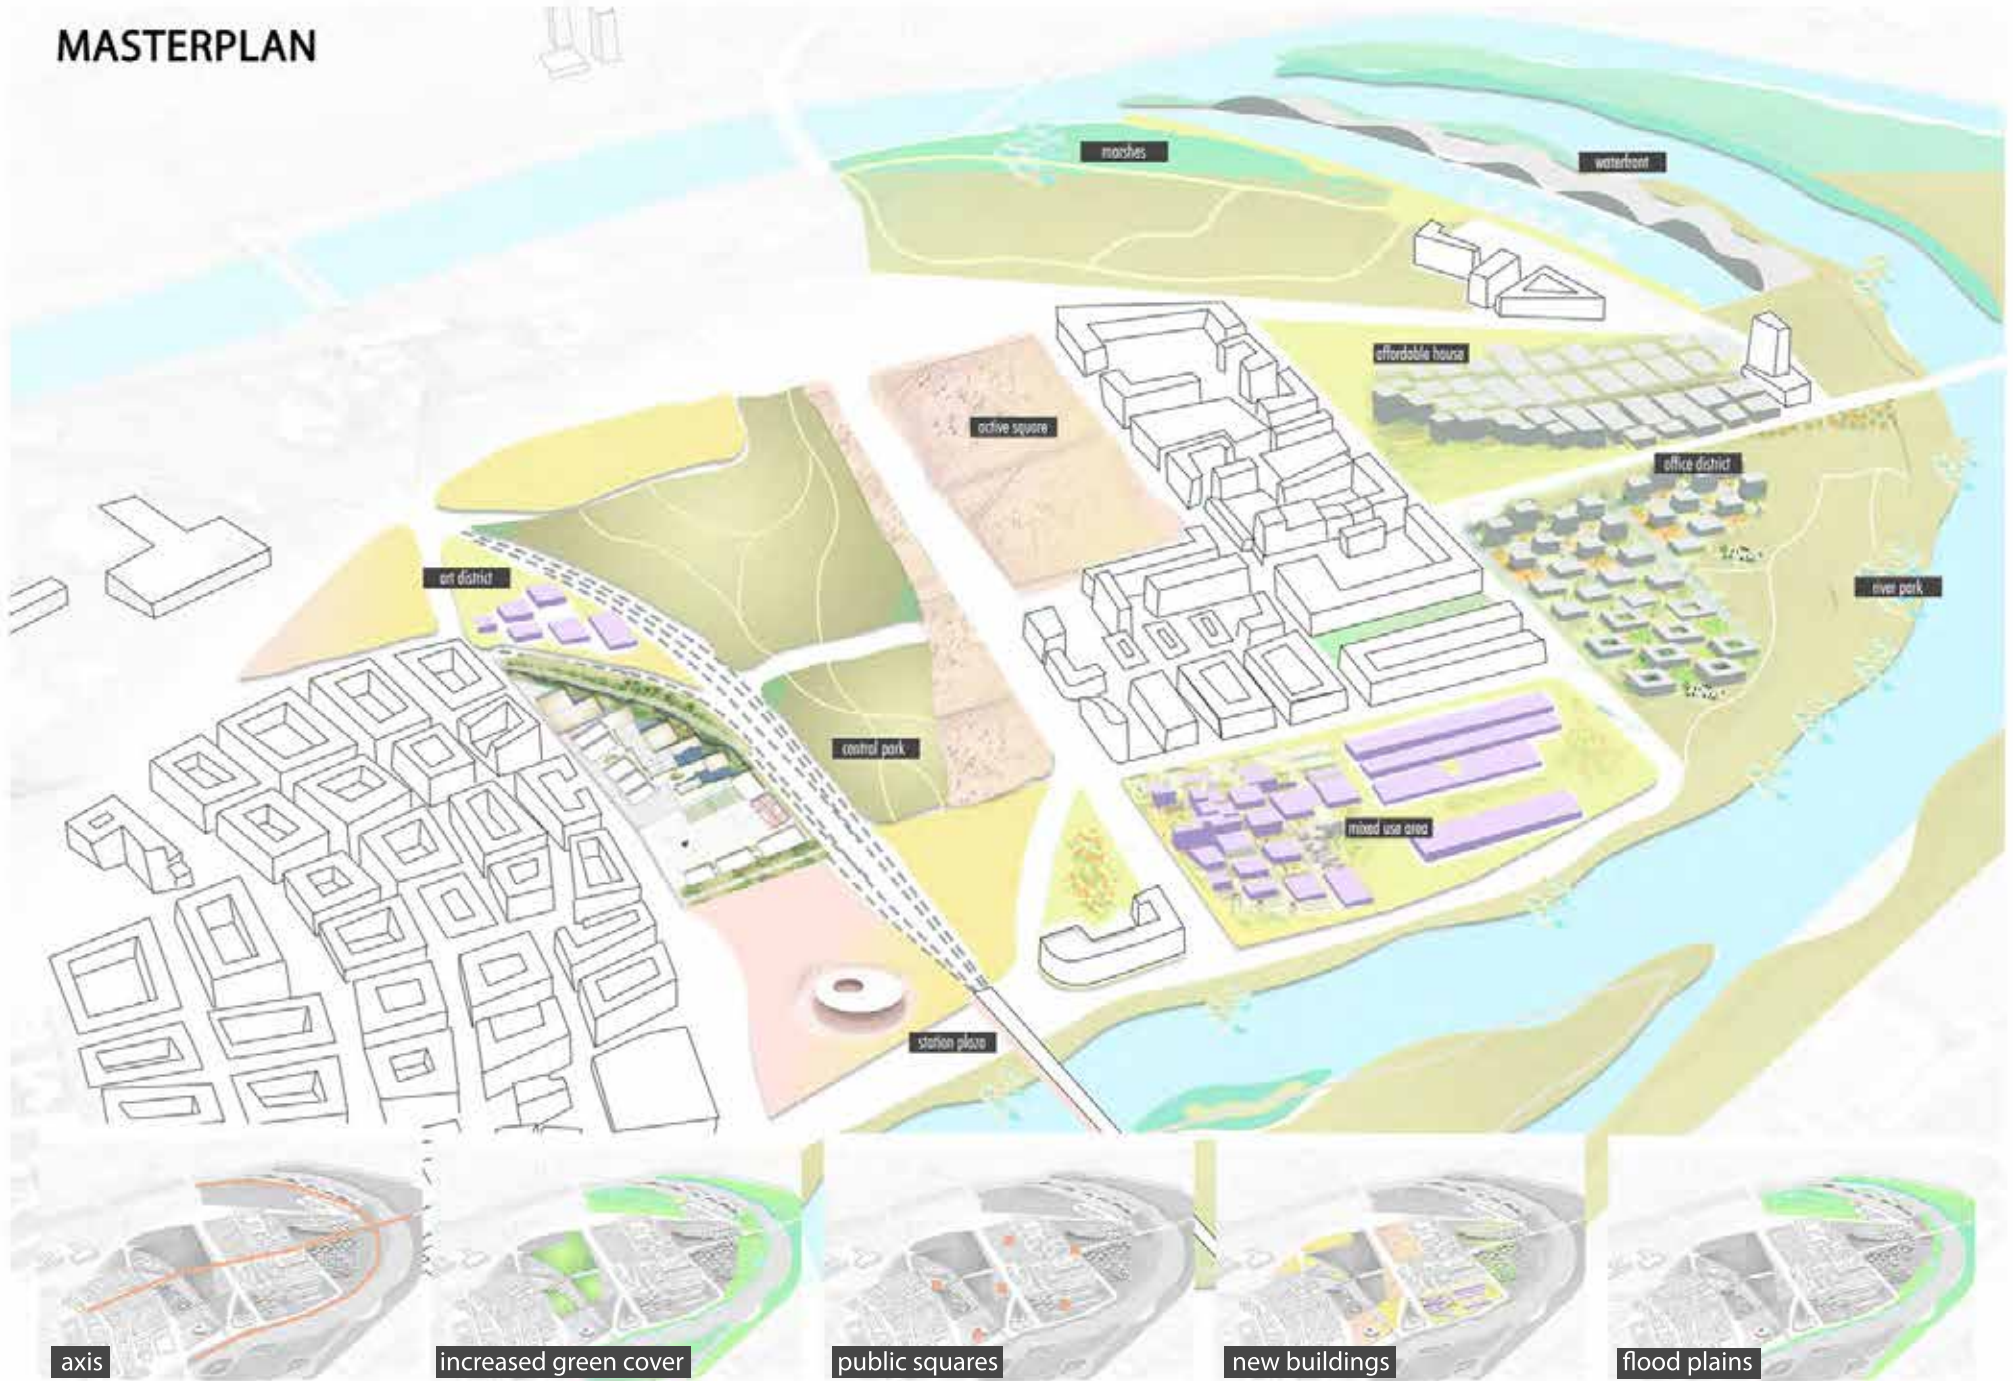 MASTERPLAN
marshes
waterfront
affordable house
active square
office district
art district
river park
central park
mixed use area
station plaza
axis
increased green cover
public squares
new buildings
flood plains